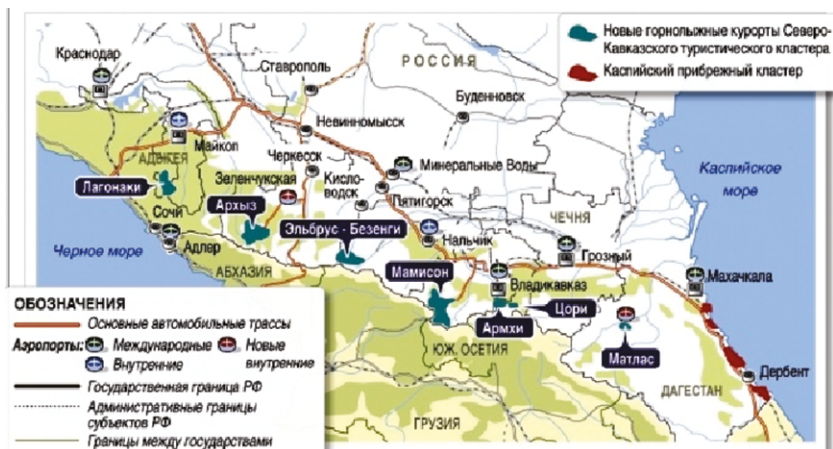 Новые горнолыжные курорты Северо-
Кавказского туристического кластера
Каспийский прибрежный кластер
Краснодар
РОССИЯ
Ставрополь
Буденновск
Невинномысск
Майкоп
АДЫГЕЯ
Черкесск
Минеральные Воды
Лагонаки
Зеленчукская
Кисло-
водск
Пятигорск
Каспийское
море
Архыз
ЧЕЧНЯ
Сочи
Эльбрус - Безенги
Нальчик
Грозный
Черное море
Адлер
АБХАЗИЯ
Мамисон
Владикавказ
Махачкала
Цори
Армхи
Матлас
ЮЖ. ОСЕТИЯ
Дербент
ДАГЕСТАН
ГРУЗИЯ
ОБОЗНАЧЕНИЯ
Основные автомобильные трассы
Аэропорты: Международные Новые
внутренние
Внутренние
Государственная граница РФ
Административные границы
субъектов РФ
Границы между государствами